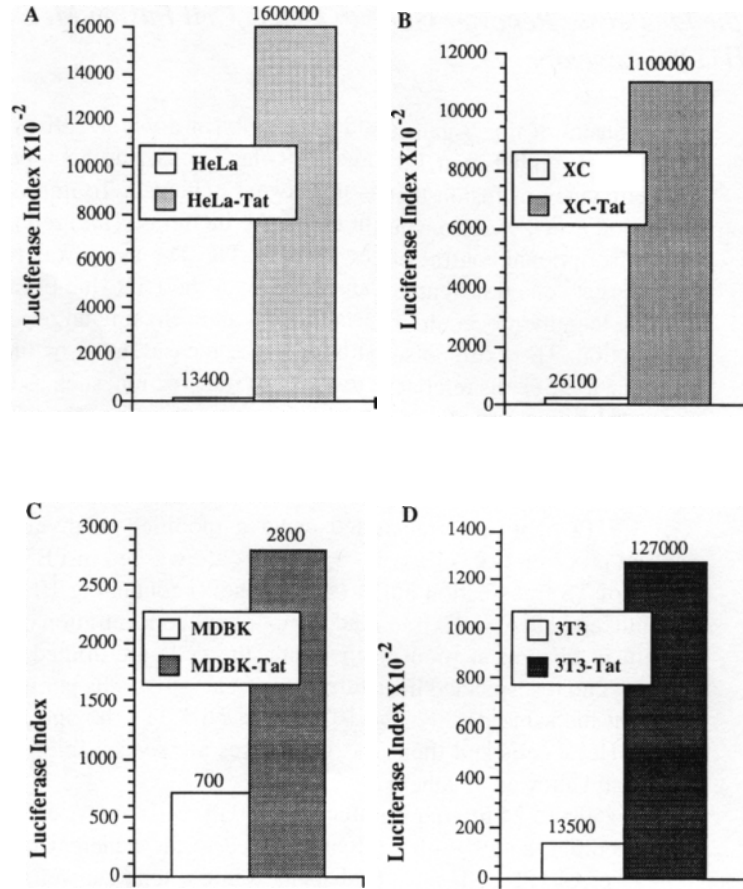 A
1600000
16000
14000
12000
10000
8000
6000
4000
2000
0
Luciferase Index X10-2
HeLa
HeLa-Tat
13400
B
1100000
12000
10000
8000
6000
4000
2000
0
Luciferase Index X10-2
XC
XC-Tat
26100
C
2800
3000
2500
2000
1500
1000
500
0
Luciferase Index
MDBK
MDBK-Tat
700
D
127000
1400
1200
1000
800
600
400
200
0
Luciferase Index X10-2
3T3
3T3-Tat
13500